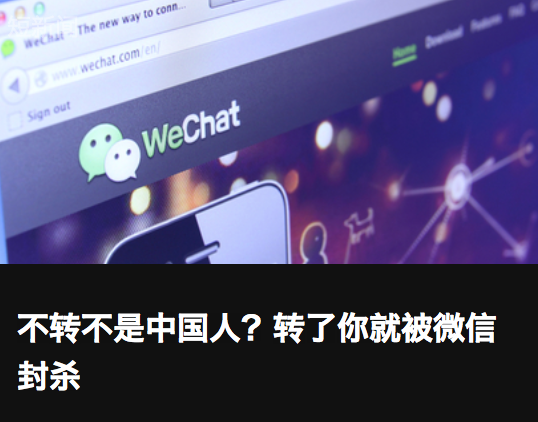 WeChat - The new way to conn...
www.wechat.com/en/
Sign out
Home Download Features FAQ
WeChat
不转不是中国人？转了你就被微信
封杀